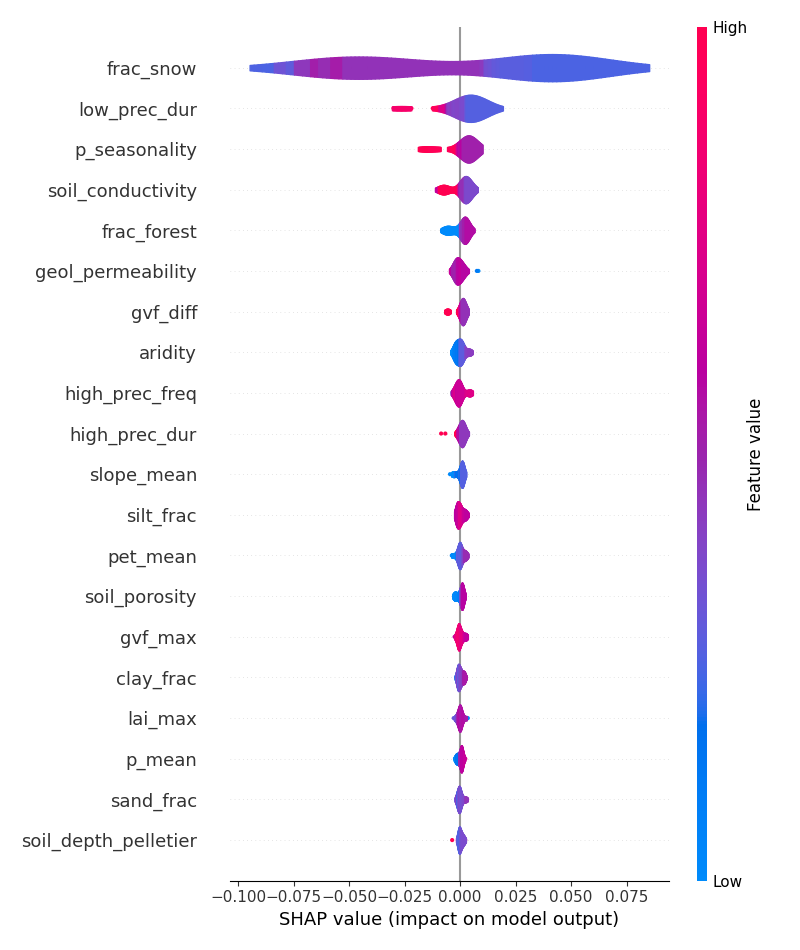 High
frac_snow
low_prec_dur
p_seasonality
soil_conductivity
frac_forest
geol_permeability
gvf_diff
aridity
high_prec_freq
high_prec_dur
slope_mean
silt_frac
pet_mean
soil_porosity
gvf_max
clay_frac
lai_max
p_mean
sand_frac
soil_depth_pelletier
Feature value
Low
−0.100 −0.075 −0.050 −0.025 0.000 0.025 0.050 0.075
SHAP value (impact on model output)